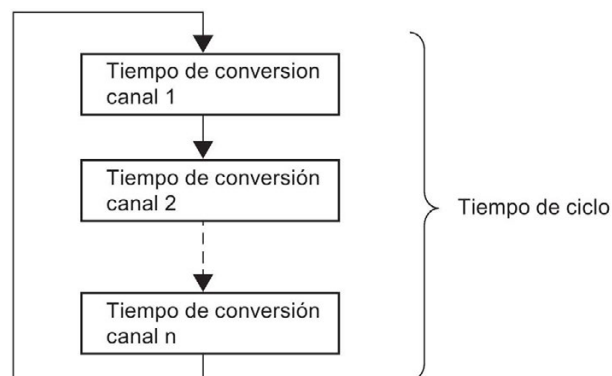 Tiempo de conversion
canal 1
Tiempo de conversión
canal 2
Tiempo de ciclo
Tiempo de conversión
canal n